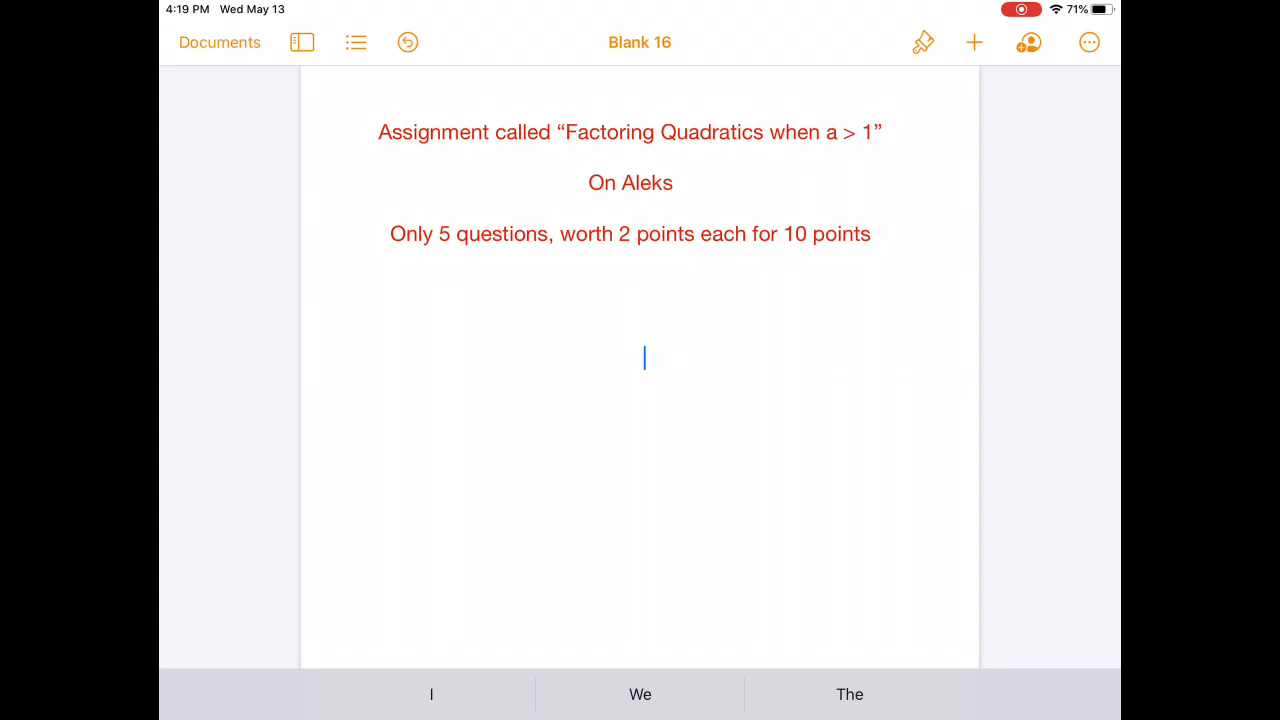 4:19 PM Wed May 13
71%
Documents
Blank 16
Assignment called “Factoring Quadratics when a > 1”
On Aleks
Only 5 questions, worth 2 points each for 10 points
I We The